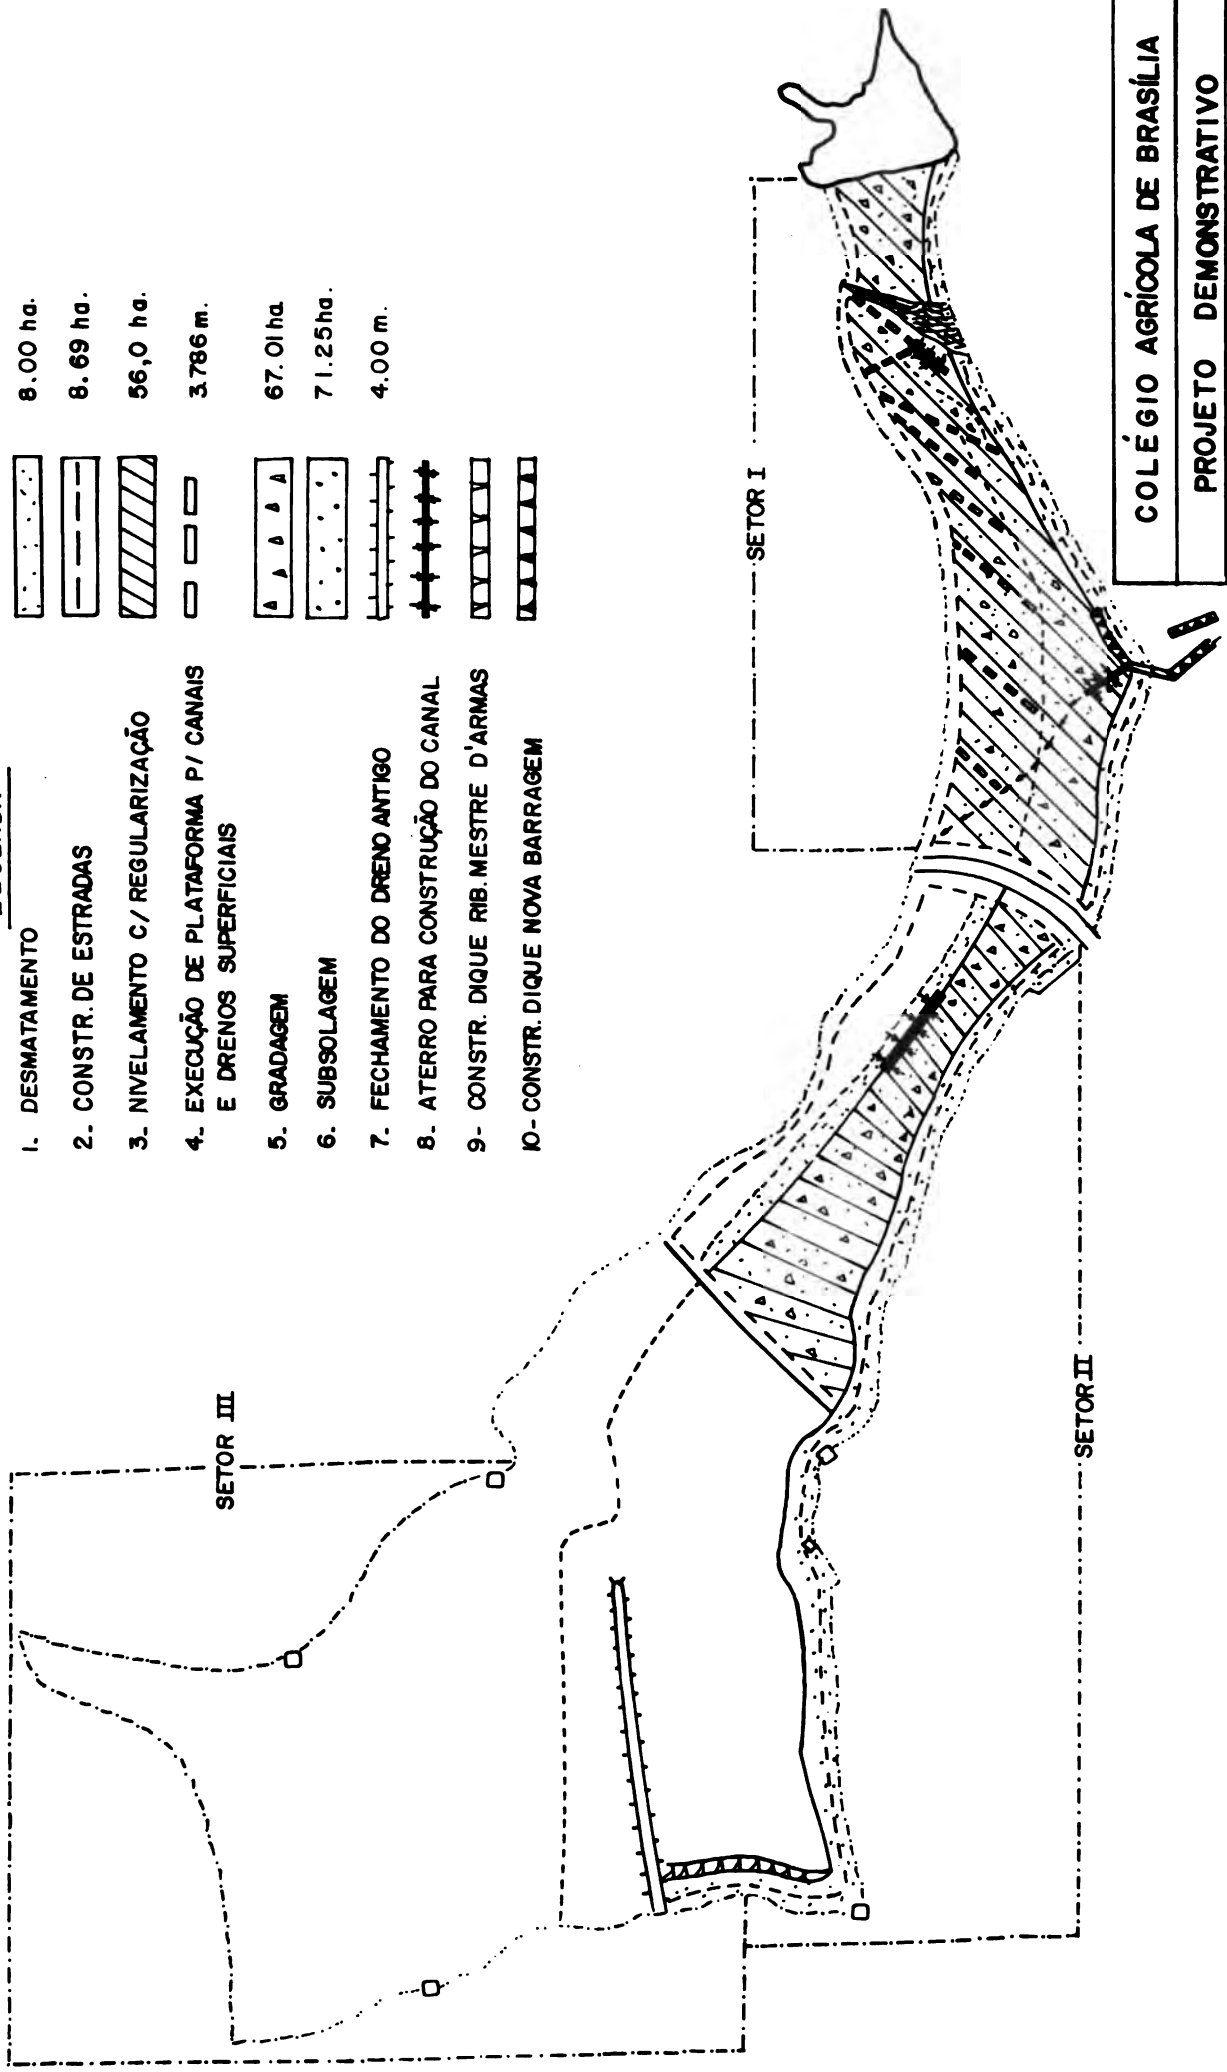 1. DESMATAMENTO 8.00 ha.
2. CONSTR. DE ESTRADAS 8.69 ha.
3. NIVELAMENTO C/ REGULARIZAÇÃO 56,0 ha.
4. EXECUÇÃO DE PLATAFORMA P/ CANAIS 3.786 m.
E DRENOS SUPERFICIAIS
5. GRADAGEM 67.01 ha
6. SUBSOLAGEM 71.25 ha.
7. FECHAMENTO DO DRENO ANTIGO 4.00 m.
8. ATERRO PARA CONSTRUÇÃO DO CANAL
9- CONSTR. DIQUE RIB. MESTRE D'ARMAS
10- CONSTR. DIQUE NOVA BARRAGEM
SETOR III
SETOR I
SETOR II
COLÉGIO AGRÍCOLA DE BRASÍLIA
PROJETO DEMONSTRATIVO